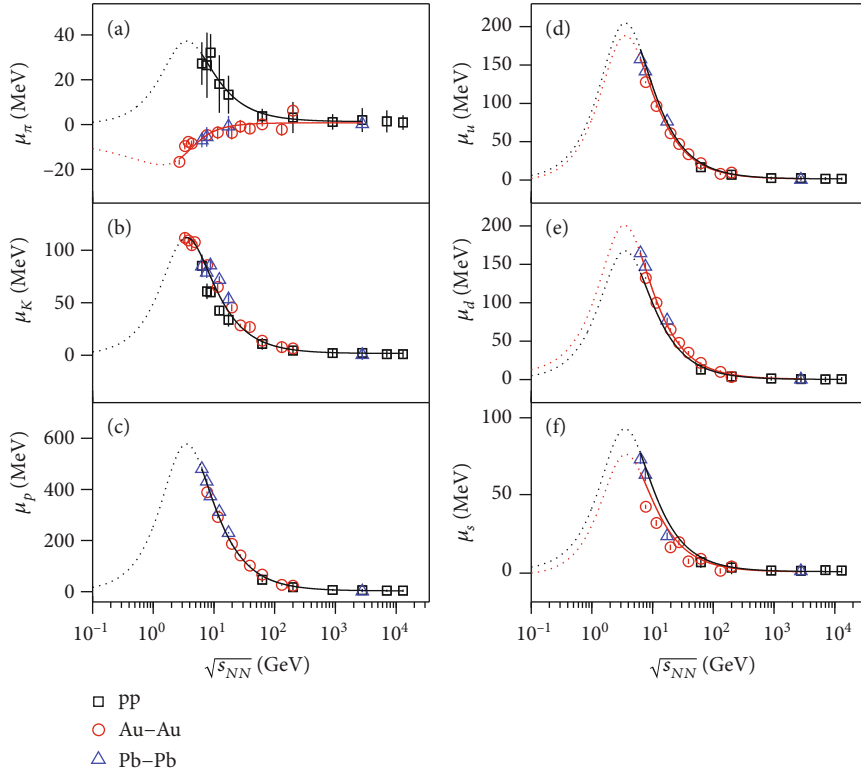 (a)
40
20
0
−20
μπ (MeV)
(b)
100
50
0
μK (MeV)
(c)
600
400
200
0
μp (MeV)
10−1 100 101 102 103 104
√sNN (GeV)
(d)
200
150
100
50
0
μu (MeV)
(e)
200
150
100
50
0
μd (MeV)
(f)
100
50
0
μs (MeV)
10−1 100 101 102 103 104
√sNN (GeV)
pp
Au–Au
Pb–Pb